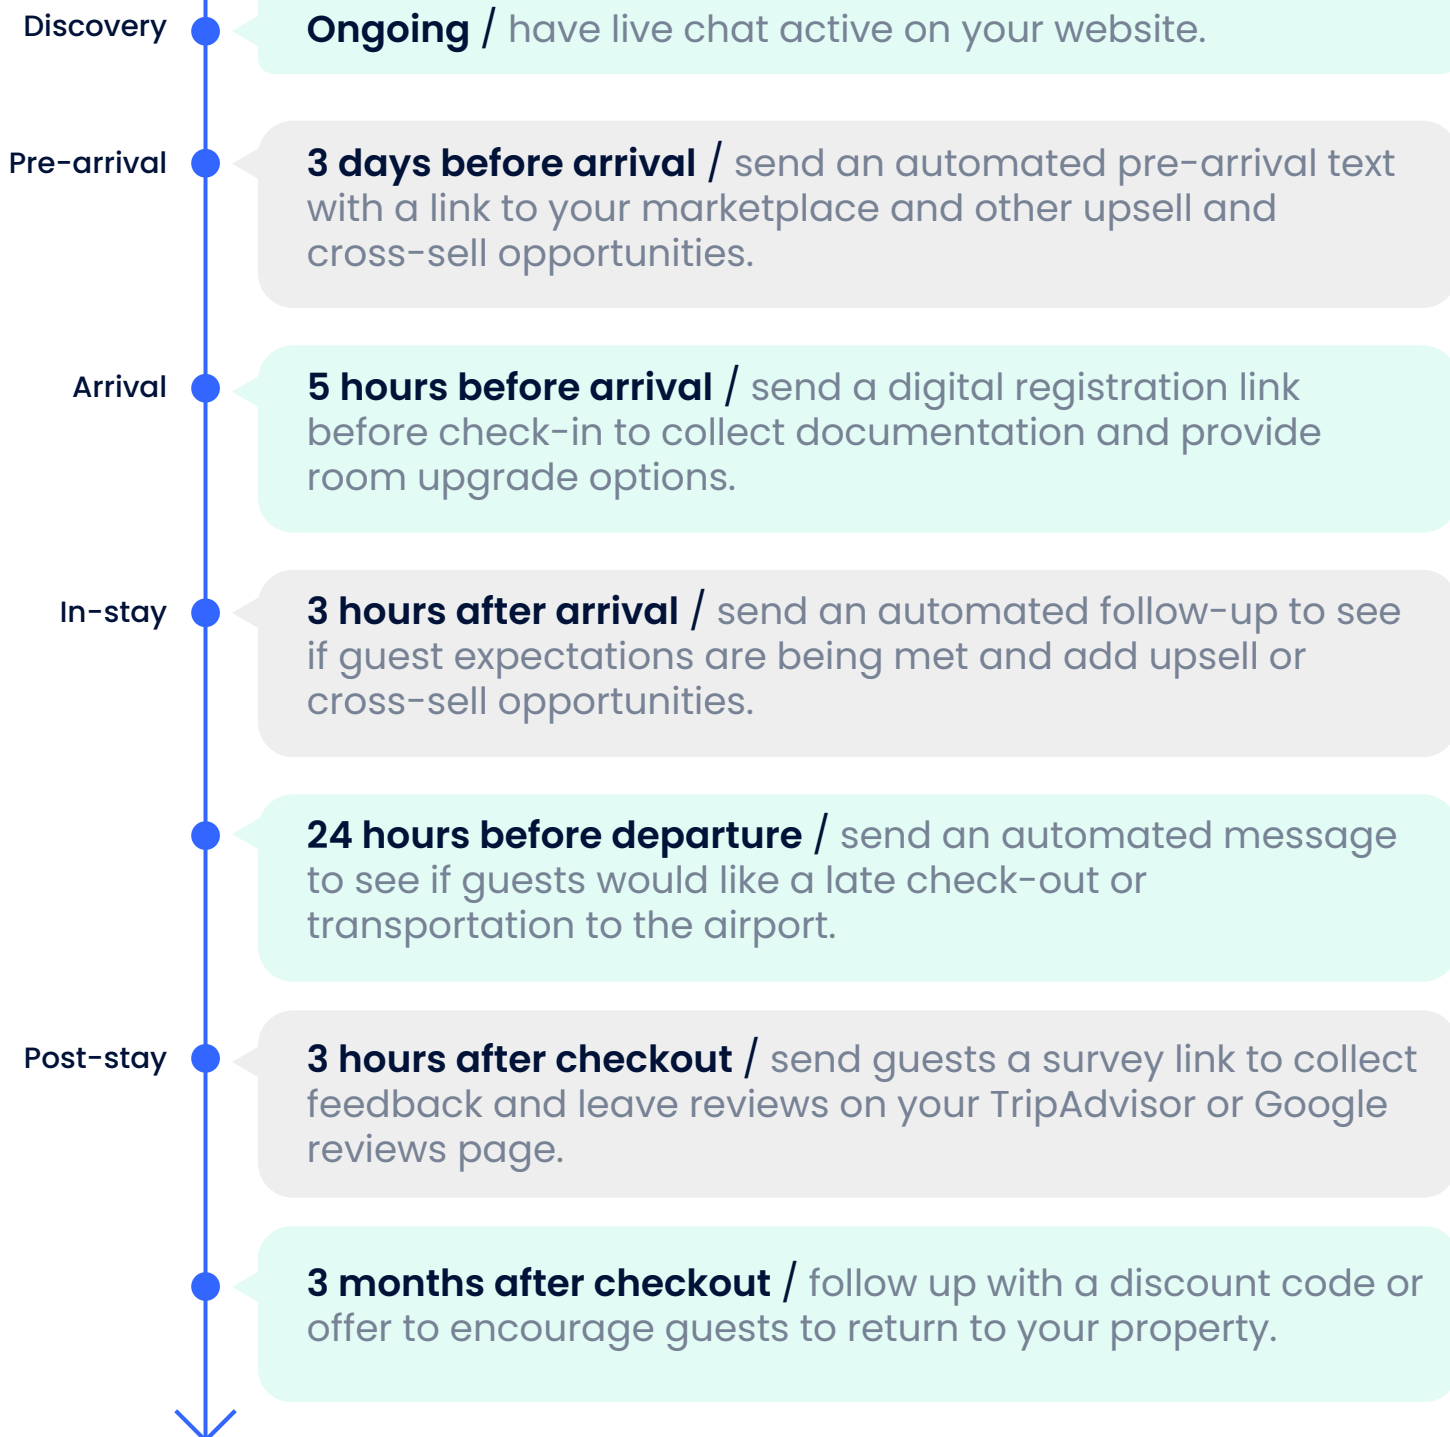 Discovery
Ongoing / have live chat active on your website.
Pre-arrival
3 days before arrival / send an automated pre-arrival text
with a link to your marketplace and other upsell and
cross-sell opportunities.
Arrival
5 hours before arrival / send a digital registration link
before check-in to collect documentation and provide
room upgrade options.
In-stay
3 hours after arrival / send an automated follow-up to see
if guest expectations are being met and add upsell or
cross-sell opportunities.
24 hours before departure / send an automated message
to see if guests would like a late check-out or
transportation to the airport.
Post-stay
3 hours after checkout / send guests a survey link to collect
feedback and leave reviews on your TripAdvisor or Google
reviews page.
3 months after checkout / follow up with a discount code or
offer to encourage guests to return to your property.